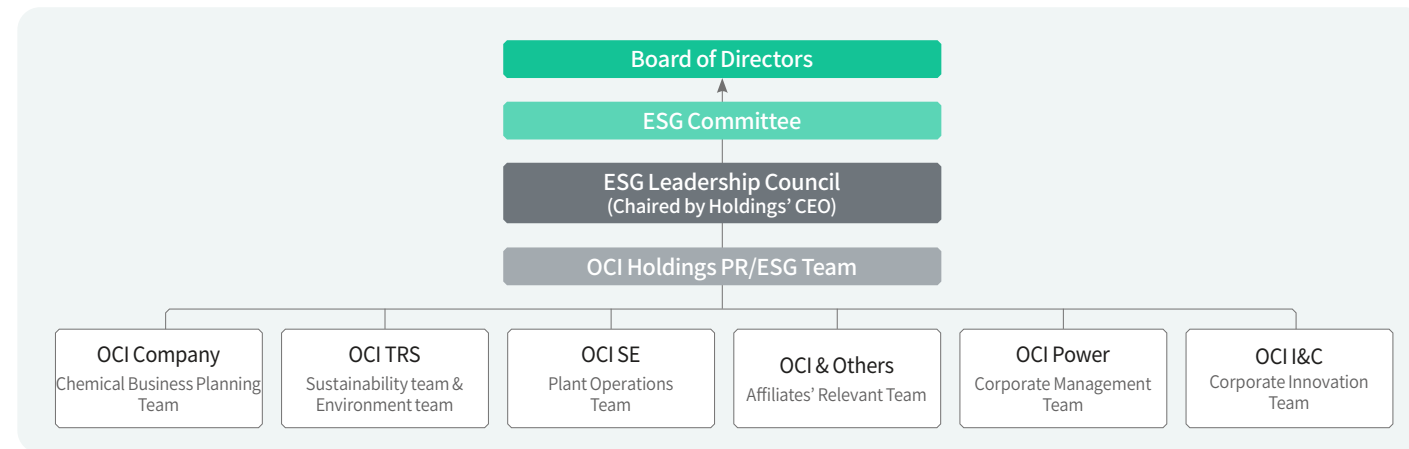 Board of Directors
ESG Committee
ESG Leadership Council
(Chaired by Holdings’ CEO)
OCI Holdings PR/ESG Team
OCI Company
Chemical Business Planning
Team
OCI TRS
Sustainability team &
Environment team
OCI SE
Plant Operations
Team
OCI & Others
Affiliates’ Relevant Team
OCI Power
Corporate Management
Team
OCI I&C
Corporate Innovation
Team